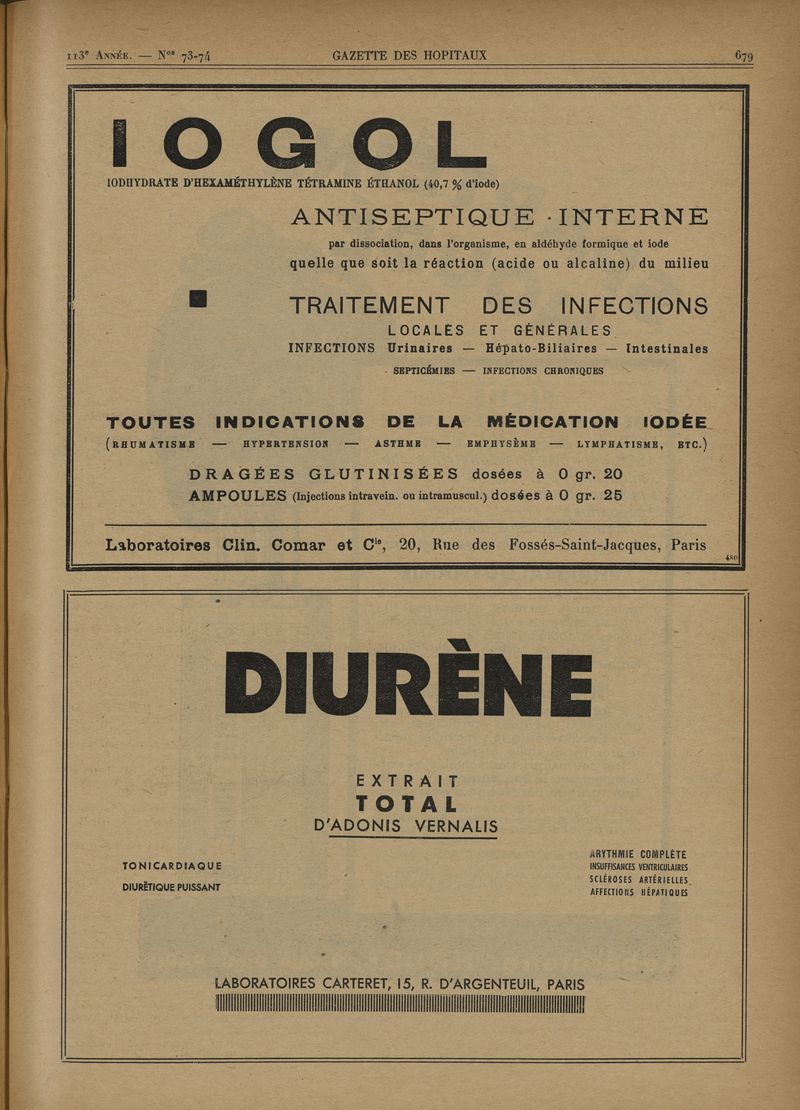 113e ANNÉE. — Nos 73-74
GAZETTE DES HOPITAUX
679
IOGOL
IODHYDRATE D'HEXAMÉTHYLÈNE TÉTRAMINE ÉTHANOL (40,7 % d'iode)
ANTISEPTIQUE · INTERNE
par dissociation, dans l'organisme, en aldéhyde formique et iode
quelle que soit la réaction (acide ou alcaline) du milieu
TRAITEMENT DES INFECTIONS
LOCALES ET GÉNÉRALES
INFECTIONS Urinaires — Hépato-Biliaires — Intestinales
SEPTICÉMIES — INFECTIONS CHRONIQUES
TOUTES INDICATIONS DE LA MÉDICATION IODÉE
(RHUMATISME — HYPERTENSION — ASTHME — EMPHYSÈME — LYMPHATISME, ETC.)
DRAGÉES GLUTINISÉES dosées à 0 gr. 20
AMPOULES (Injections intravein. ou intramuscul.) dosées à 0 gr. 25
Laboratoires Clin. Comar et Cie, 20, Rue des Fossés-Saint-Jacques, Paris
480
DIURÈNE
EXTRAIT
TOTAL
D'ADONIS VERNALIS
TONICARDIAQUE
DIURÉTIQUE PUISSANT
ARYTHMIE COMPLÈTE
INSUFFISANCES VENTRICULAIRES
SCLÉROSES ARTÉRIELLES
AFFECTIONS HÉPATIQUES
LABORATOIRES CARTERET, 15, R. D'ARGENTEUIL, PARIS